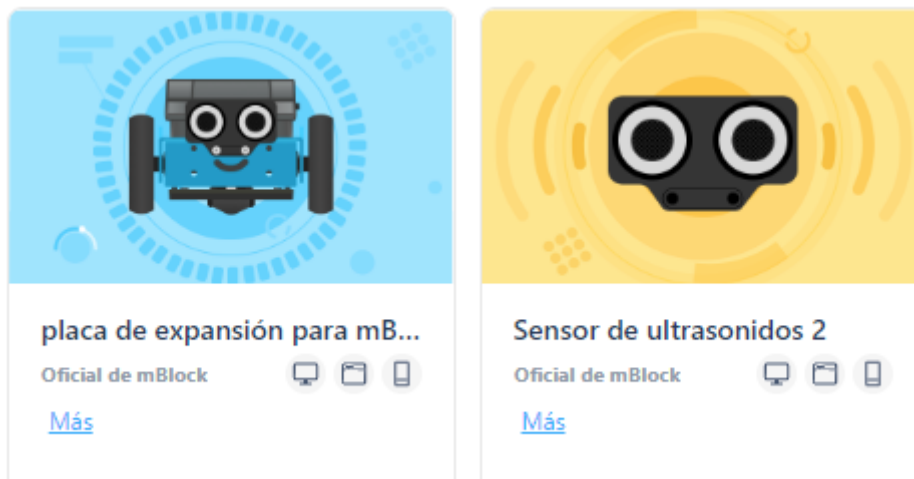 placa de expansión para mB...
Oficial de mBlock
Más
Sensor de ultrasonidos 2
Oficial de mBlock
Más